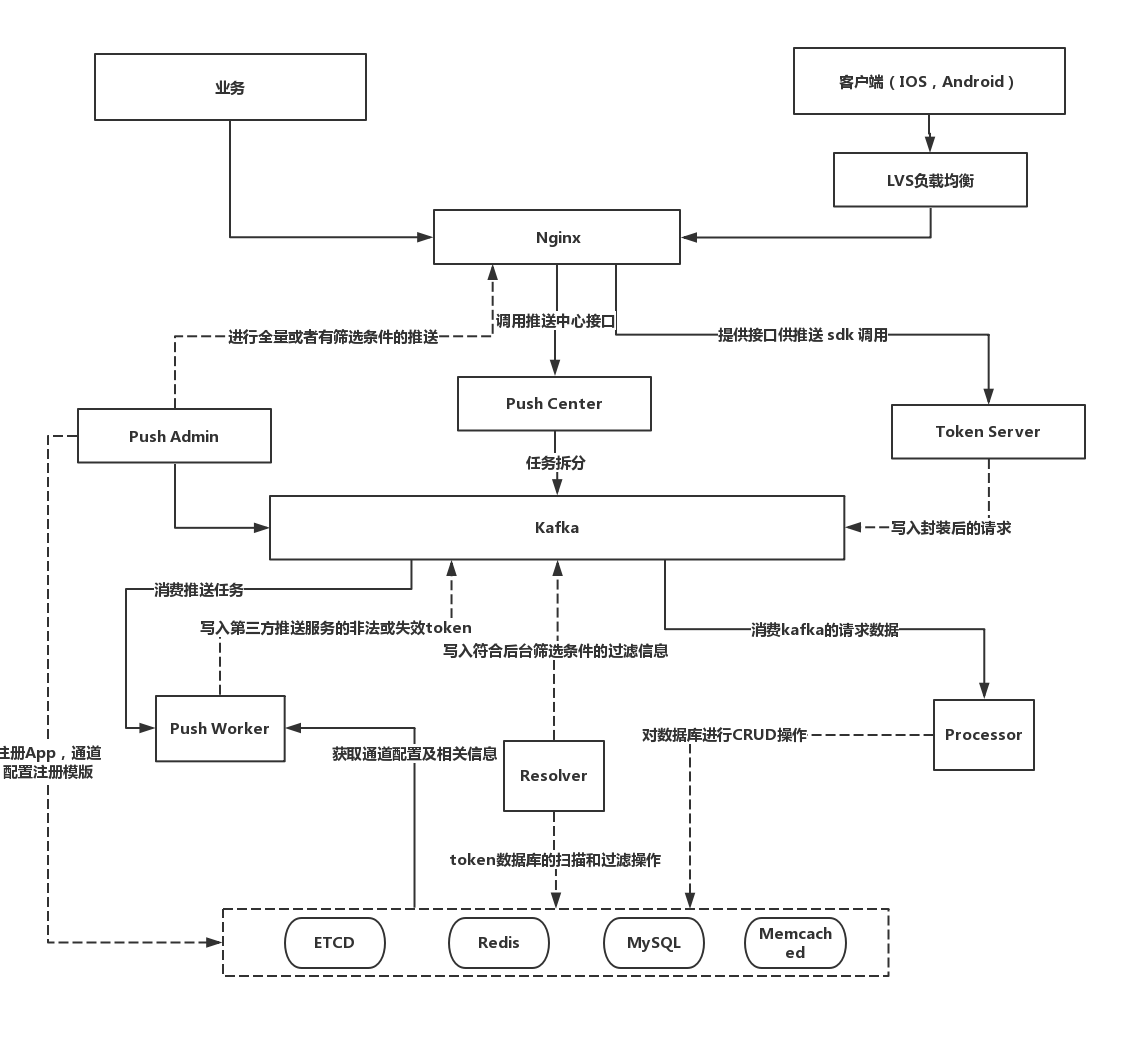 业务
客户端（IOS，Android）
LVS负载均衡
Nginx
调用推送中心接口
进行全量或者有筛选条件的推送
提供接口供推送 sdk 调用
Push Center
Push Admin
Token Server
任务拆分
Kafka
写入封装后的请求
消费推送任务
写入第三方推送服务的非法或失效token
消费kafka的请求数据
写入符合后台筛选条件的过滤信息
Push Worker
对数据库进行CRUD操作
Processor
注册App，通道
配置注册模版
获取通道配置及相关信息
Resolver
token数据库的扫描和过滤操作
ETCD
Redis
MySQL
Memcach
ed